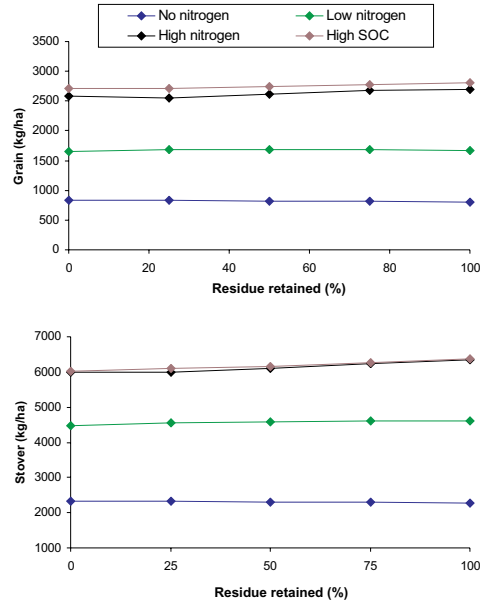 No nitrogen Low nitrogen
High nitrogen High SOC
3500
3000
2500
2000
1500
1000
500
0
Grain (kg/ha)
0 20 40 60 80 100
Residue retained (%)
7000
6000
5000
4000
3000
2000
1000
Stover (kg/ha)
0 25 50 75 100
Residue retained (%)